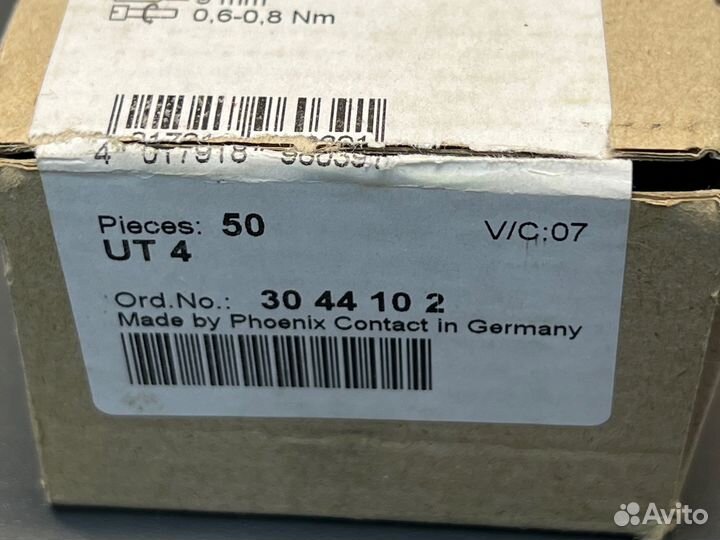 0,6-0,8 Nm
Pieces: 50
V/C:07
UT 4
Ord.No.: 30 44 10 2
Made by Phoenix Contact in Germany
Avito